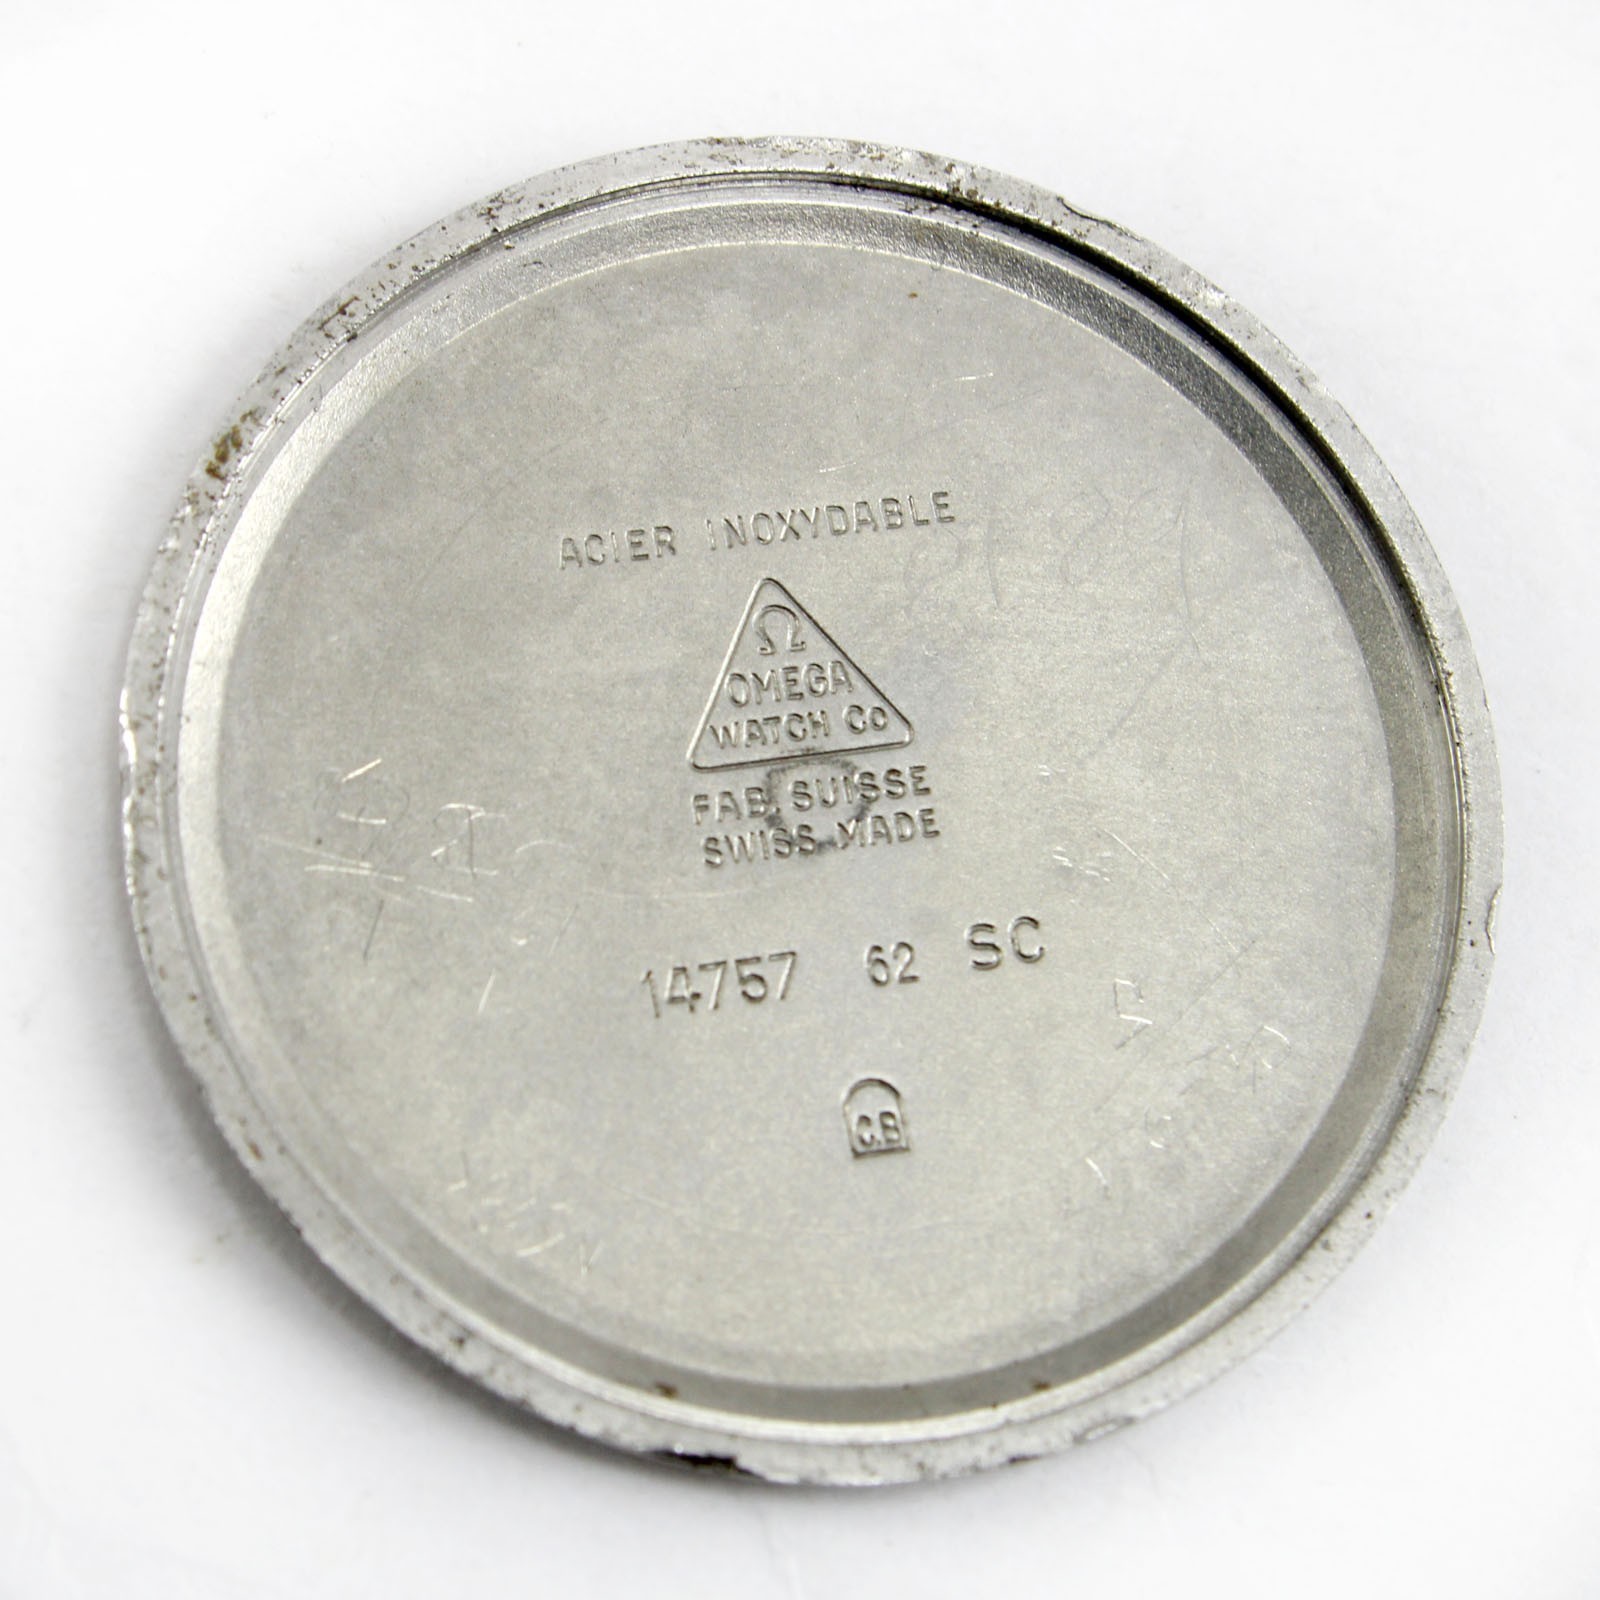 ACIER INOXYDABLE
Ω
OMEGA
WATCH Co
FAB. SUISSE
SWISS MADE
14757 62 SC
C.B